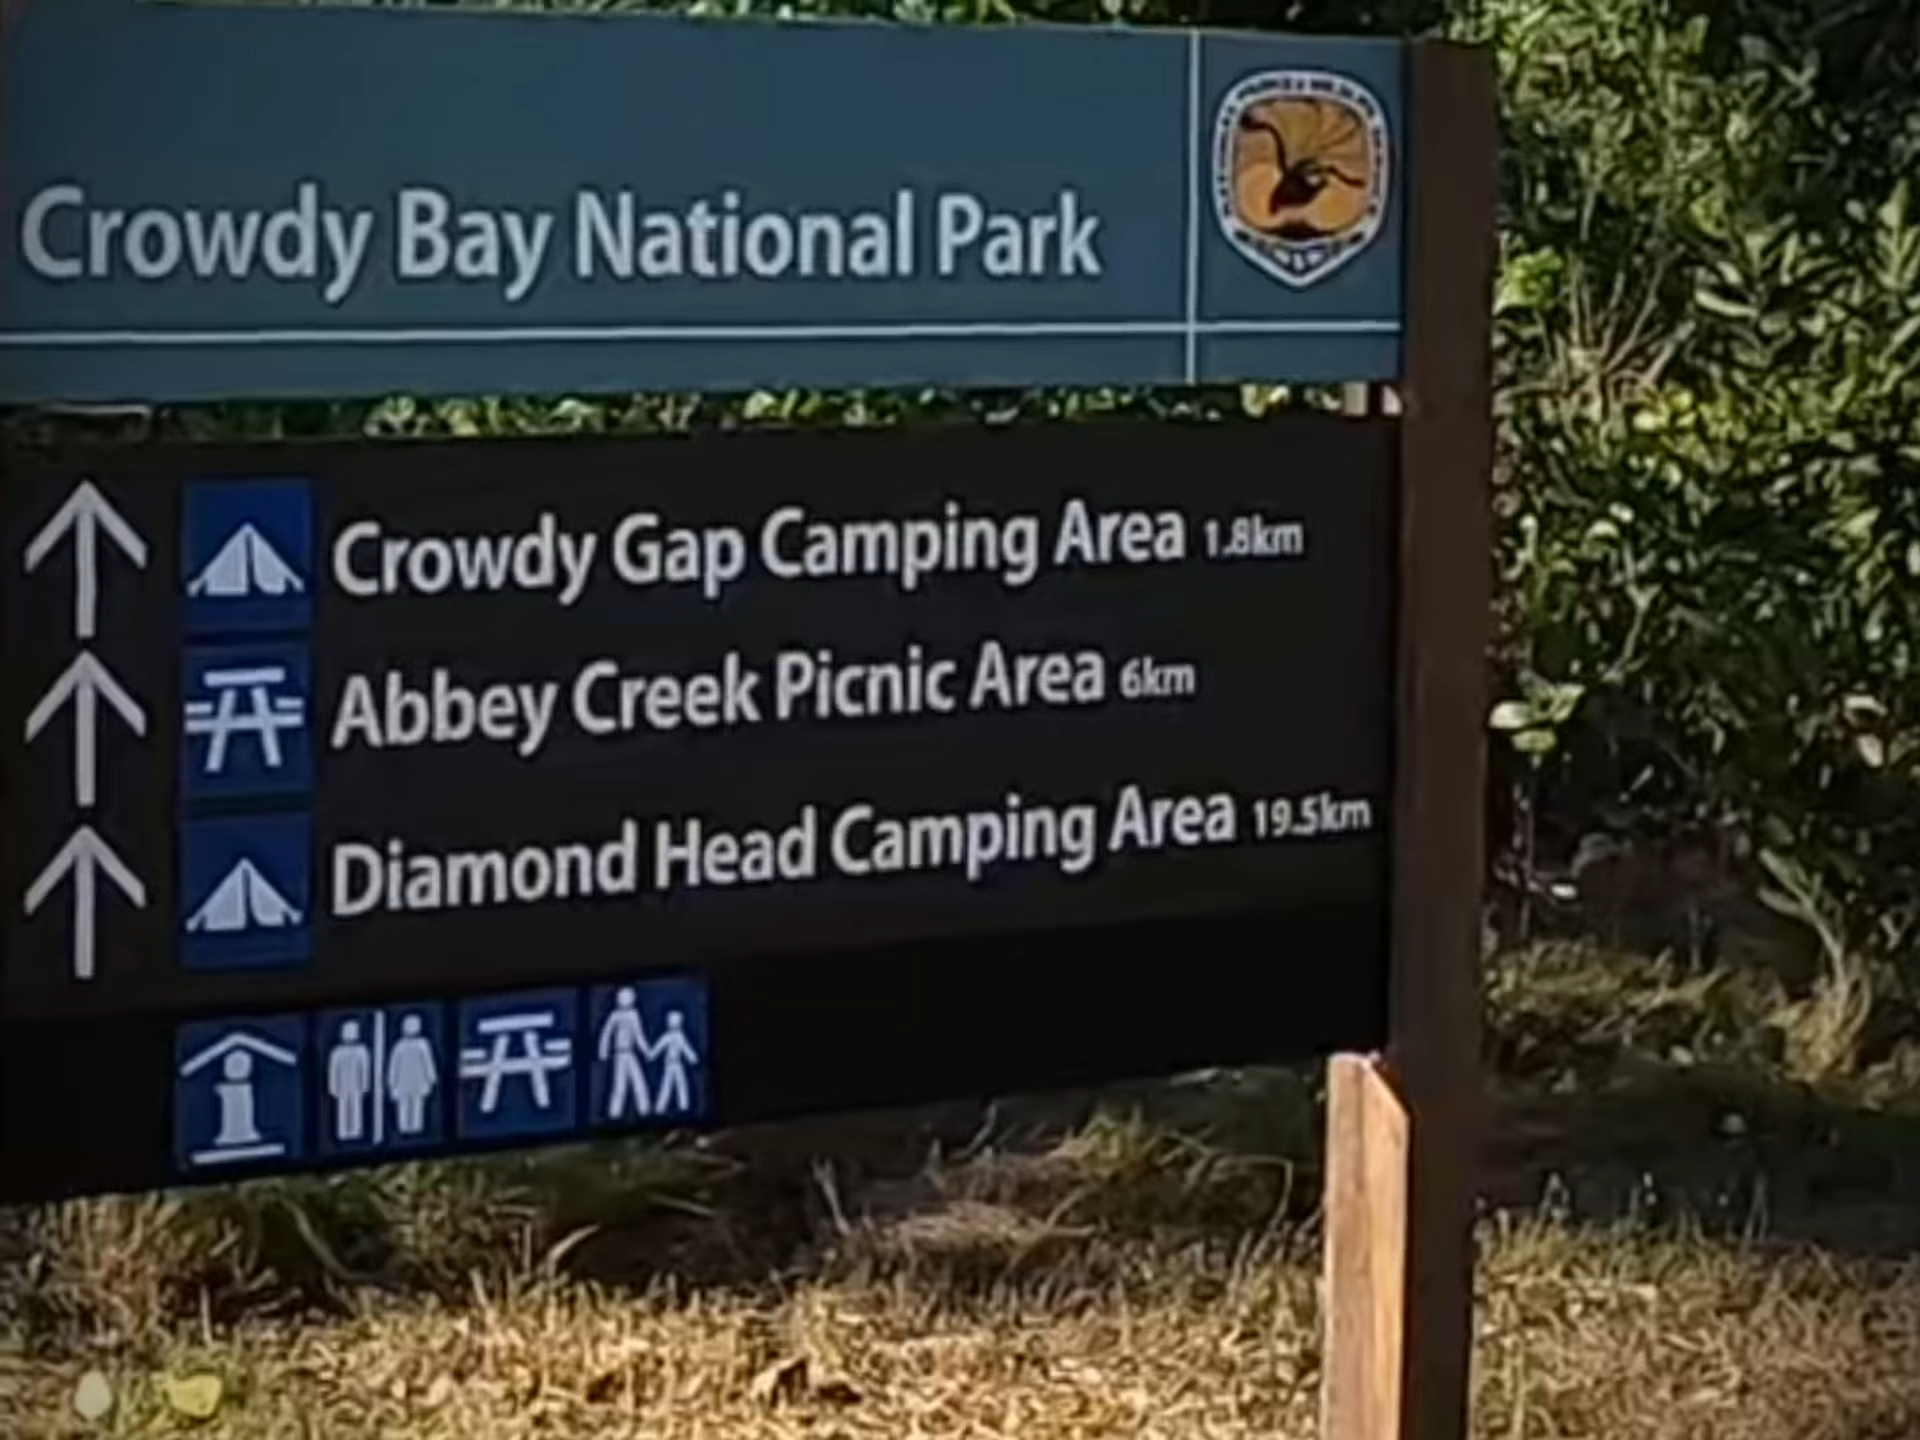 Crowdy Bay National Park
Crowdy Gap Camping Area 1.8km
Abbey Creek Picnic Area 6km
Diamond Head Camping Area 19.5km